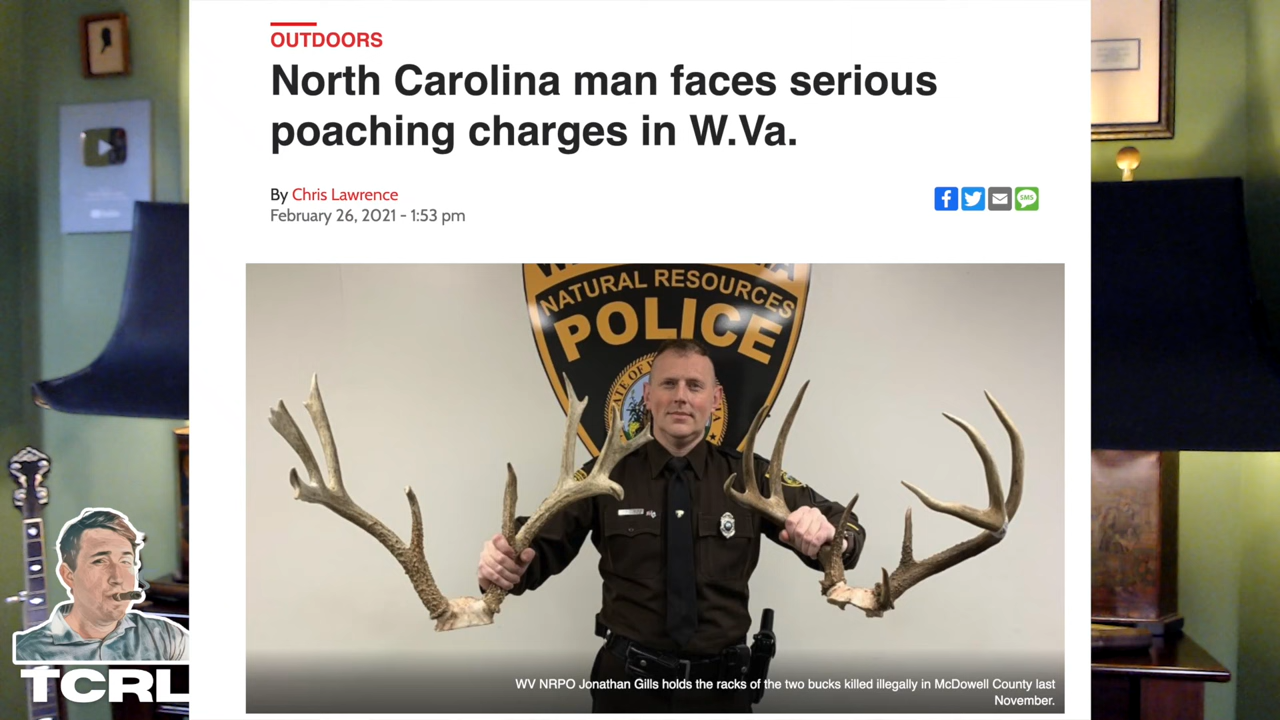 OUTDOORS
North Carolina man faces serious
poaching charges in W.Va.
By Chris Lawrence
February 26, 2021 - 1:53 pm
SMS
NATURAL RESOURCES
POLICE
WV NRPO Jonathan Gills holds the racks of the two bucks killed illegally in McDowell County last
November.
TCRL